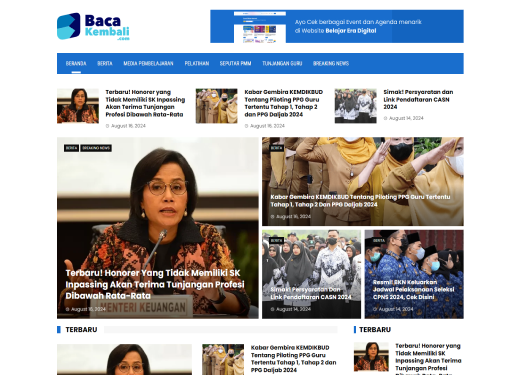 Baca
Kembali
.com
Ayo Cek berbagai Event dan Agenda menarik
di Website Belajar Era Digital
BERANDA
BERITA
MEDIA PEMBELAJARAN
PELATIHAN
SEPUTAR PMM
TUNJANGAN GURU
BREAKING NEWS
Terbaru! Honorer yang
Tidak Memiliki SK Inpassing
Akan Terima Tunjangan
Profesi Dibawah Rata-Rata
August 16, 2024
Kabar Gembira KEMDIKBUD
Tentang Piloting PPG Guru
Tertentu Tahap 1, Tahap 2
dan PPG Daljab 2024
August 16, 2024
Simak! Persyaratan dan
Link Pendaftaran CASN
2024
August 14, 2024
BERITA
BREAKING NEWS
Terbaru! Honorer Yang Tidak Memiliki SK
Inpassing Akan Terima Tunjangan Profesi
Dibawah Rata-Rata
August 16, 2024
MENTERI KEUANGAN
BERITA
Kabar Gembira KEMDIKBUD Tentang Piloting PPG Guru Tertentu
Tahap 1, Tahap 2 Dan PPG Daljab 2024
August 16, 2024
BERITA
Simak! Persyaratan Dan
Link Pendaftaran CASN 2024
August 14, 2024
BERITA
Resmi! BKN Keluarkan
Jadwal Pelaksanaan Seleksi
CPNS 2024, Cek Disini
August 14, 2024
TERBARU
Kabar Gembira KEMDIKBUD
Tentang Piloting PPG Guru
Tertentu Tahap 1, Tahap 2 dan
PPG Daljab 2024
TERBARU
Terbaru! Honorer yang
Tidak Memiliki SK Inpassing
Akan Terima Tunjangan
Profesi Dibawah Rata-Rata